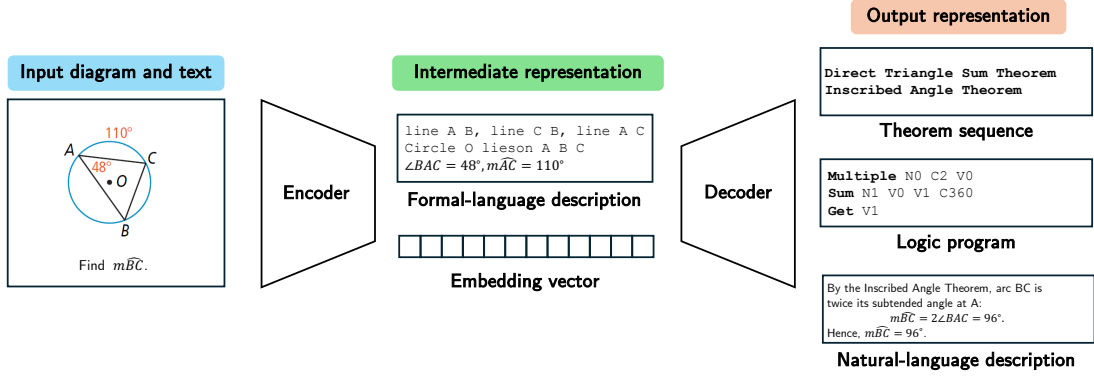 Input diagram and text
110°
A
C
48°
O
B
Find m\widehat{BC}.
Encoder
Intermediate representation
line A B, line C B, line A C
Circle O lieson A B C
∠BAC = 48°, m\widehat{AC} = 110°
Formal-language description
Embedding vector
Decoder
Output representation
Direct Triangle Sum Theorem
Inscribed Angle Theorem
Theorem sequence
Multiple N0 C2 V0
Sum N1 V0 V1 C360
Get V1
Logic program
By the Inscribed Angle Theorem, arc BC is
twice its subtended angle at A:
m\widehat{BC} = 2∠BAC = 96°.
Hence, m\widehat{BC} = 96°.
Natural-language description